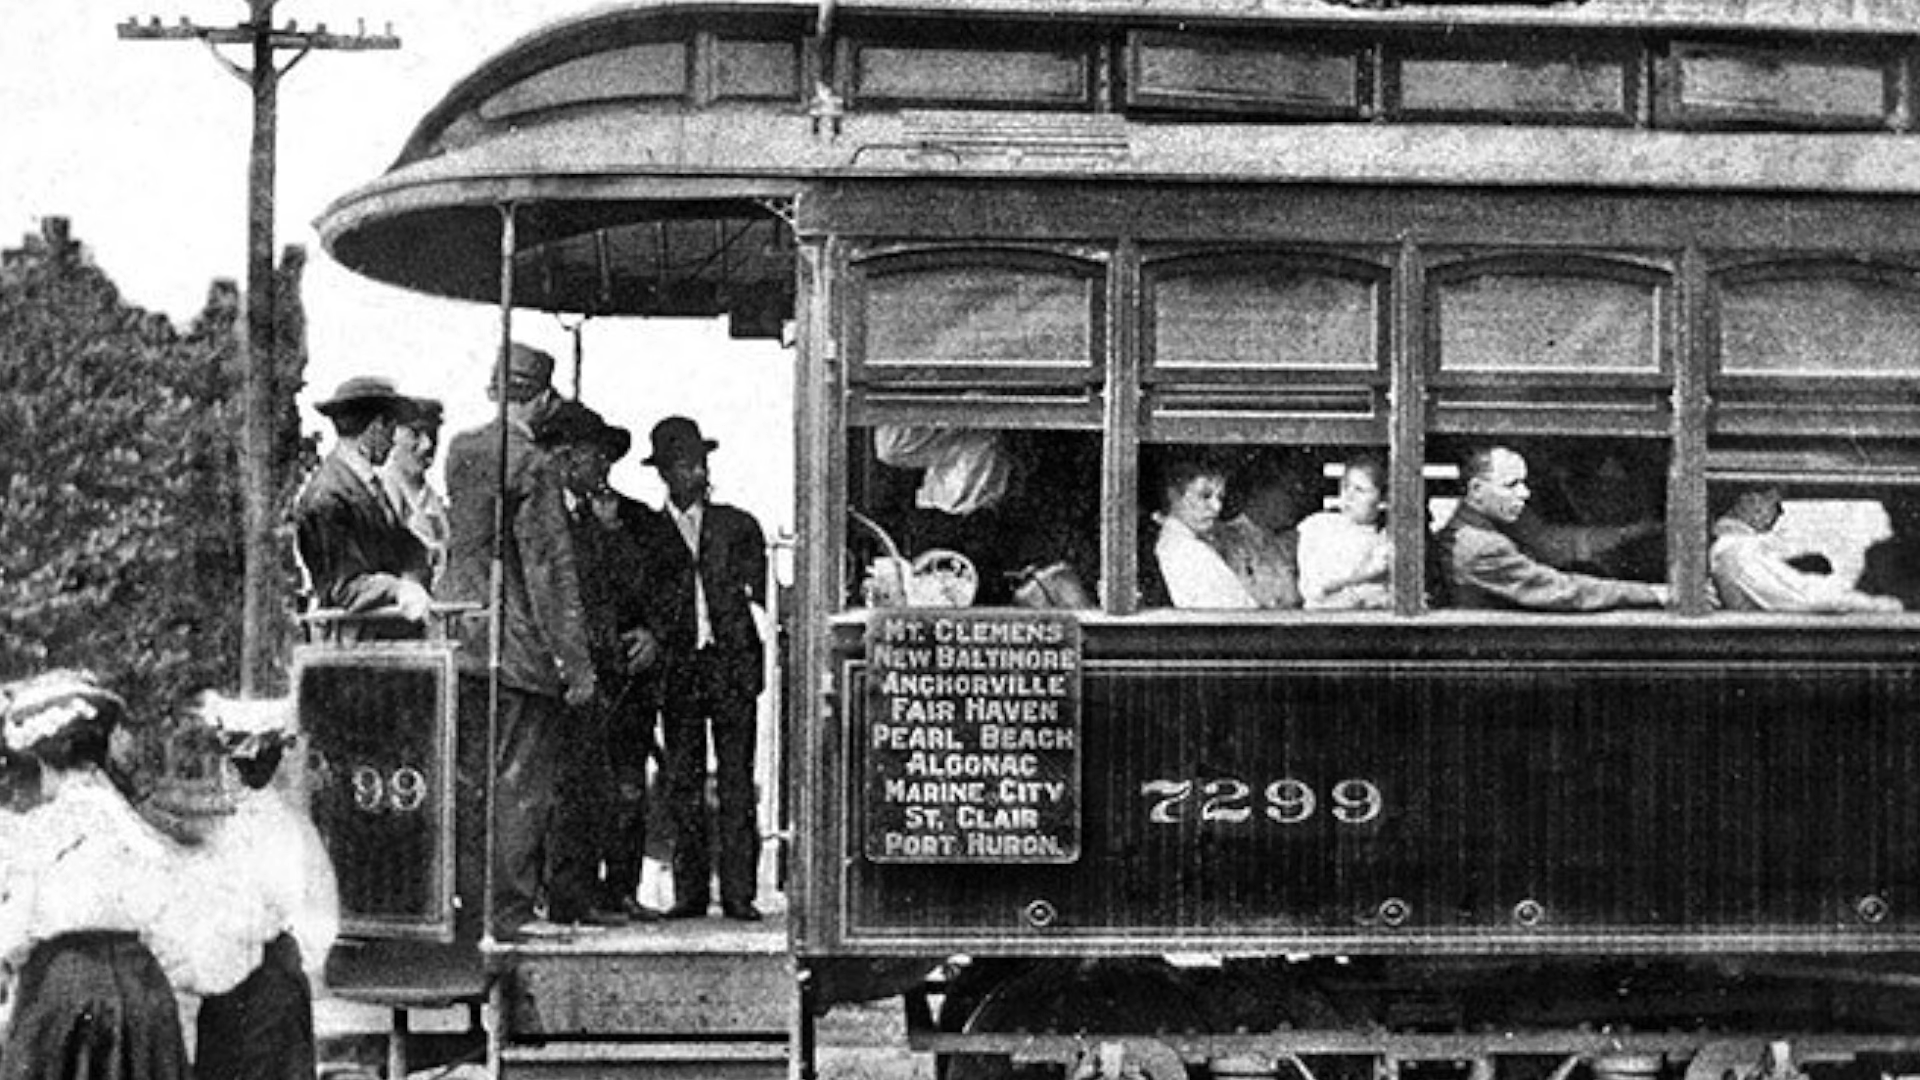 MT. CLEMENS
NEW BALTIMORE
ANCHORVILLE
FAIR HAVEN
PEARL BEACH
ALGONAC
MARINE CITY
ST. CLAIR
PORT HURON.
99
7299